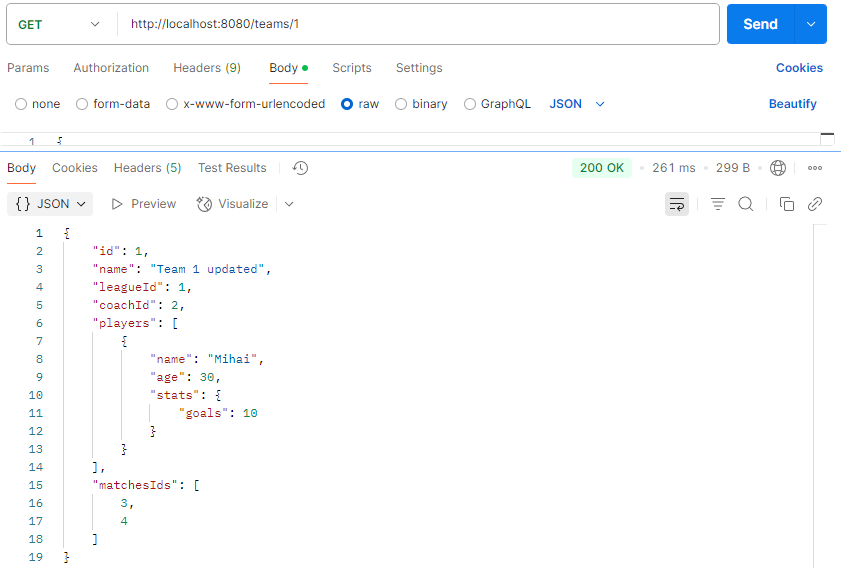 GET http://localhost:8080/teams/1 Send
Params Authorization Headers (9) Body Scripts Settings Cookies
none form-data x-www-form-urlencoded raw binary GraphQL JSON Beautify
1 {
Body Cookies Headers (5) Test Results 200 OK 261 ms 299 B
{} JSON Preview Visualize
1 {
2 "id": 1,
3 "name": "Team 1 updated",
4 "leagueId": 1,
5 "coachId": 2,
6 "players": [
7 {
8 "name": "Mihai",
9 "age": 30,
10 "stats": {
11 "goals": 10
12 }
13 }
14 ],
15 "matchesIds": [
16 3,
17 4
18 ]
19 }